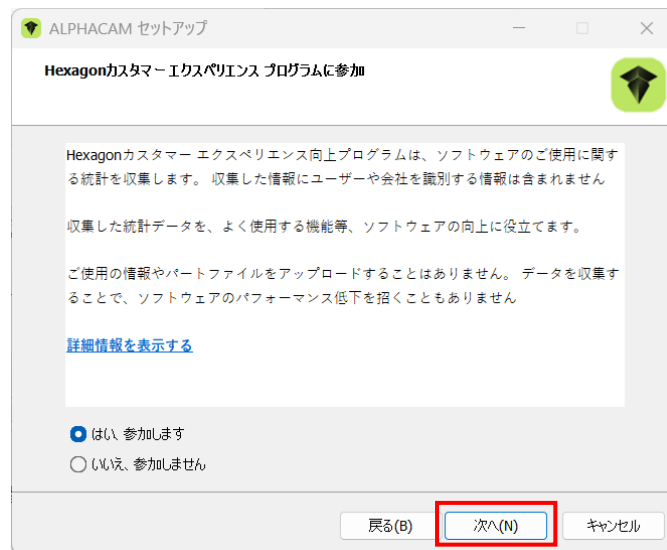 ALPHACAM セットアップ
Hexagonカスタマー エクスペリエンス プログラムに参加
Hexagonカスタマー エクスペリエンス向上プログラムは、ソフトウェアのご使用に関す
る統計を収集します。 収集した情報にユーザーや会社を識別する情報は含まれません
収集した統計データを、よく使用する機能等、ソフトウェアの向上に役立てます。
ご使用の情報やパートファイルをアップロードすることはありません。 データを収集す
ることで、ソフトウェアのパフォーマンス低下を招くこともありません
詳細情報を表示する
はい、参加します
いいえ、参加しません
戻る(B)
次へ(N)
キャンセル